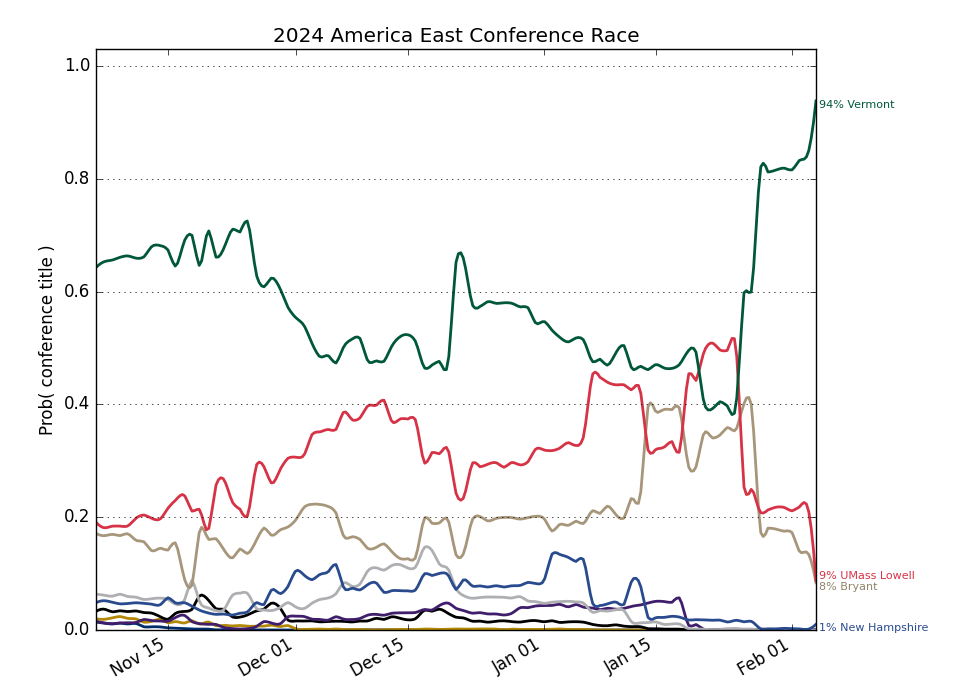 2024 America East Conference Race
Prob( conference title )
1.0
0.8
0.6
0.4
0.2
0.0
94% Vermont
9% UMass Lowell
8% Bryant
1% New Hampshire
Nov 15
Dec 01
Dec 15
Jan 01
Jan 15
Feb 01